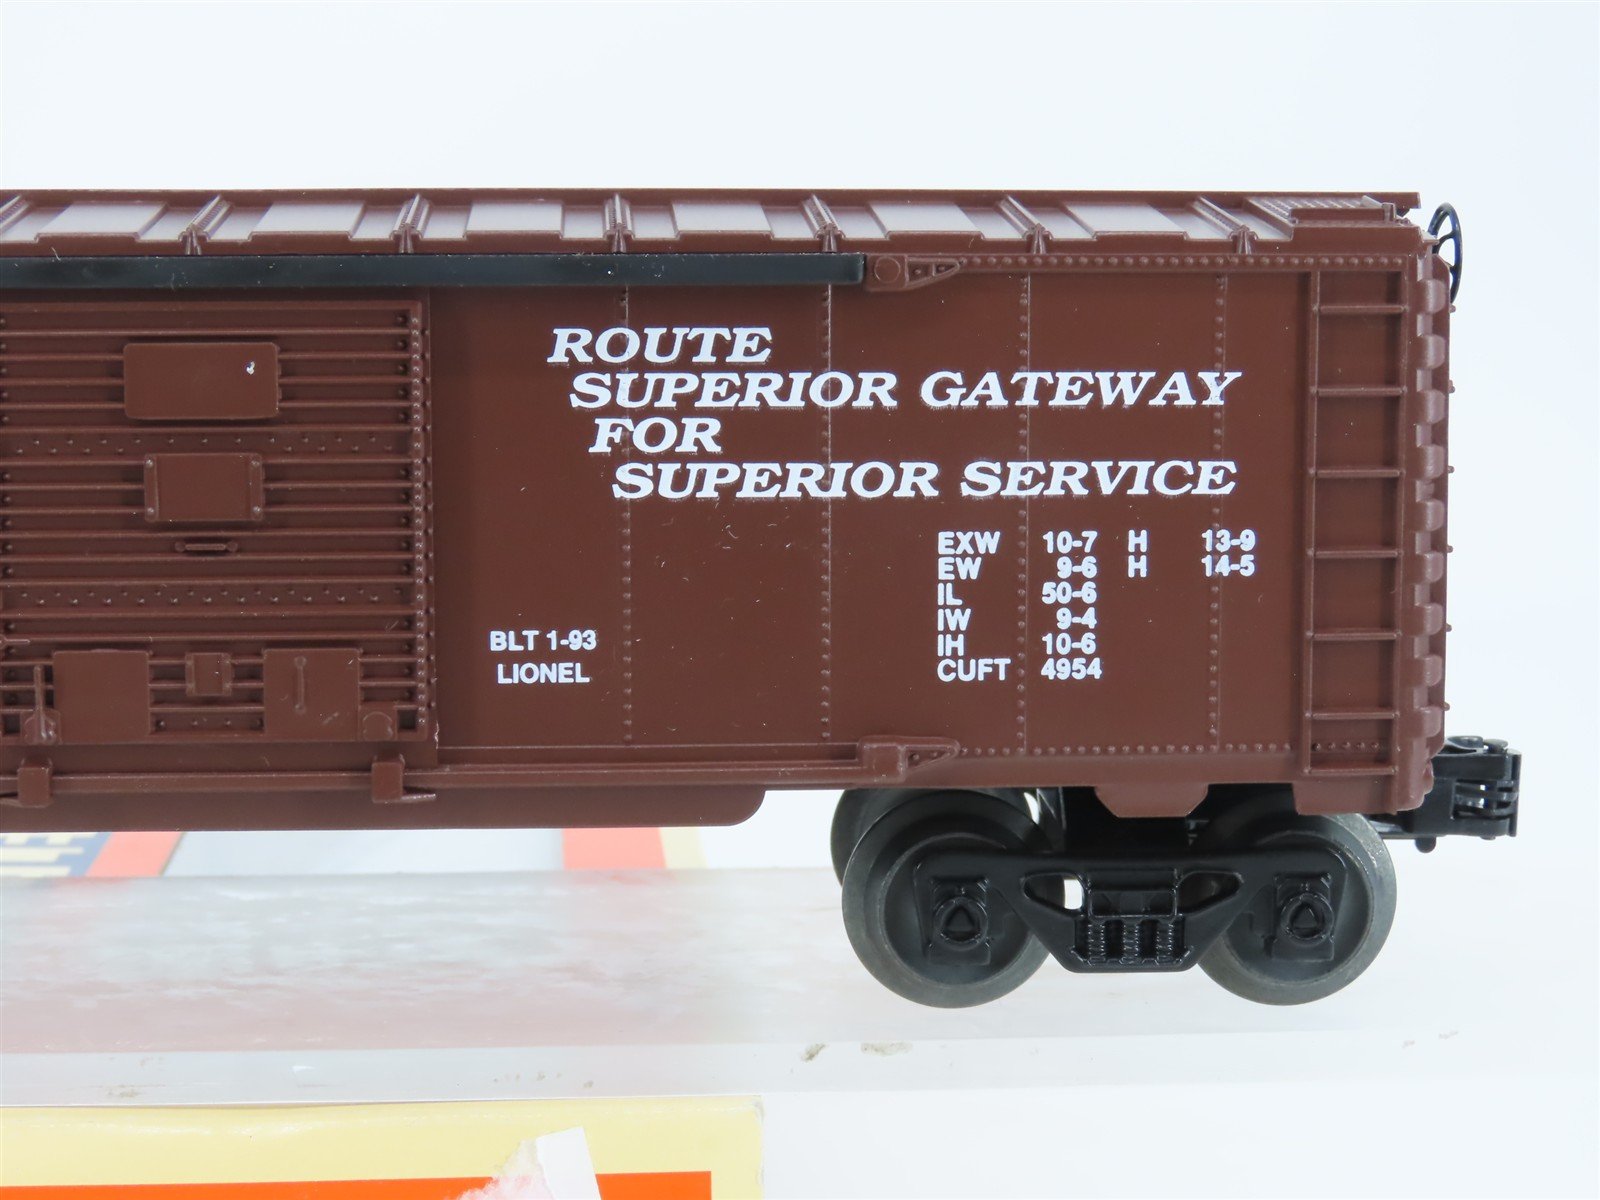 ROUTE
SUPERIOR GATEWAY
FOR
SUPERIOR SERVICE
EXW 10-7 H 13-9
EW 9-6 H 14-5
IL 50-6
IW 9-4
IH 10-6
CUFT 4954
BLT 1-93
LIONEL